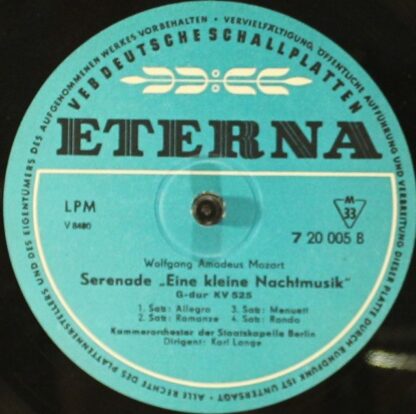 ALLE RECHTE DES PLATTENHERSTELLERS UND DES EIGENTÜMERS DES AUFGENOMMENEN WERKES VORBEHALTEN • VERVIELFÄLTIGUNG, ÖFFENTLICHE AUFFÜHRUNG UND VERBREITUNG DIESER PLATTE DURCH RUNDFUNK IST UNTERSAGT •
VEB DEUTSCHE SCHALLPLATTEN
ETERNA
LPM
V 8480
M
33
7 20 005 B
Wolfgang Amadeus Mozart
Serenade „Eine kleine Nachtmusik"
G-dur KV 525
1. Satz: Allegro 3. Satz: Menuett
2. Satz: Romanze 4. Satz: Rondo
Kammerorchester der Staatskapelle Berlin
Dirigent: Karl Lange